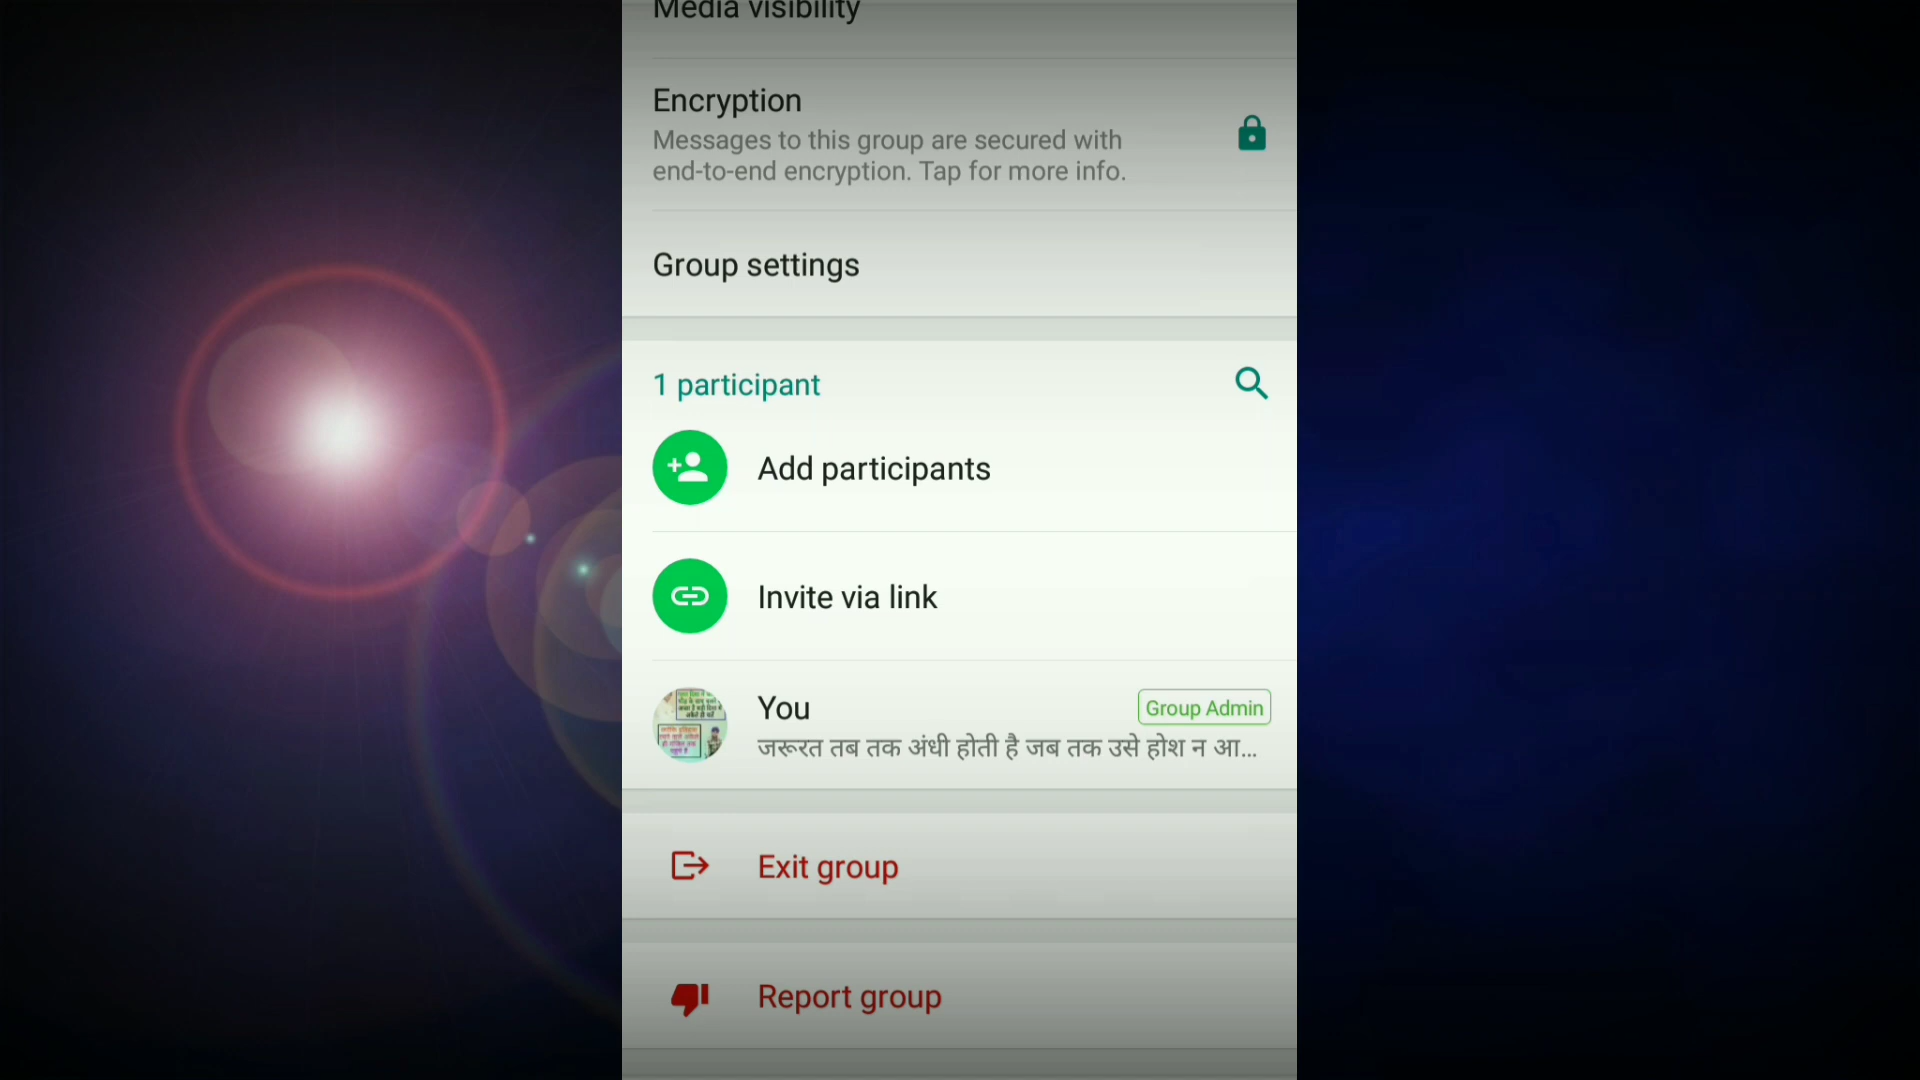 Media visibility
Encryption
Messages to this group are secured with
end-to-end encryption. Tap for more info.
Group settings
1 participant
Add participants
Invite via link
You
Group Admin
जरूरत तब तक अंधी होती है जब तक उसे होश न आ...
Exit group
Report group